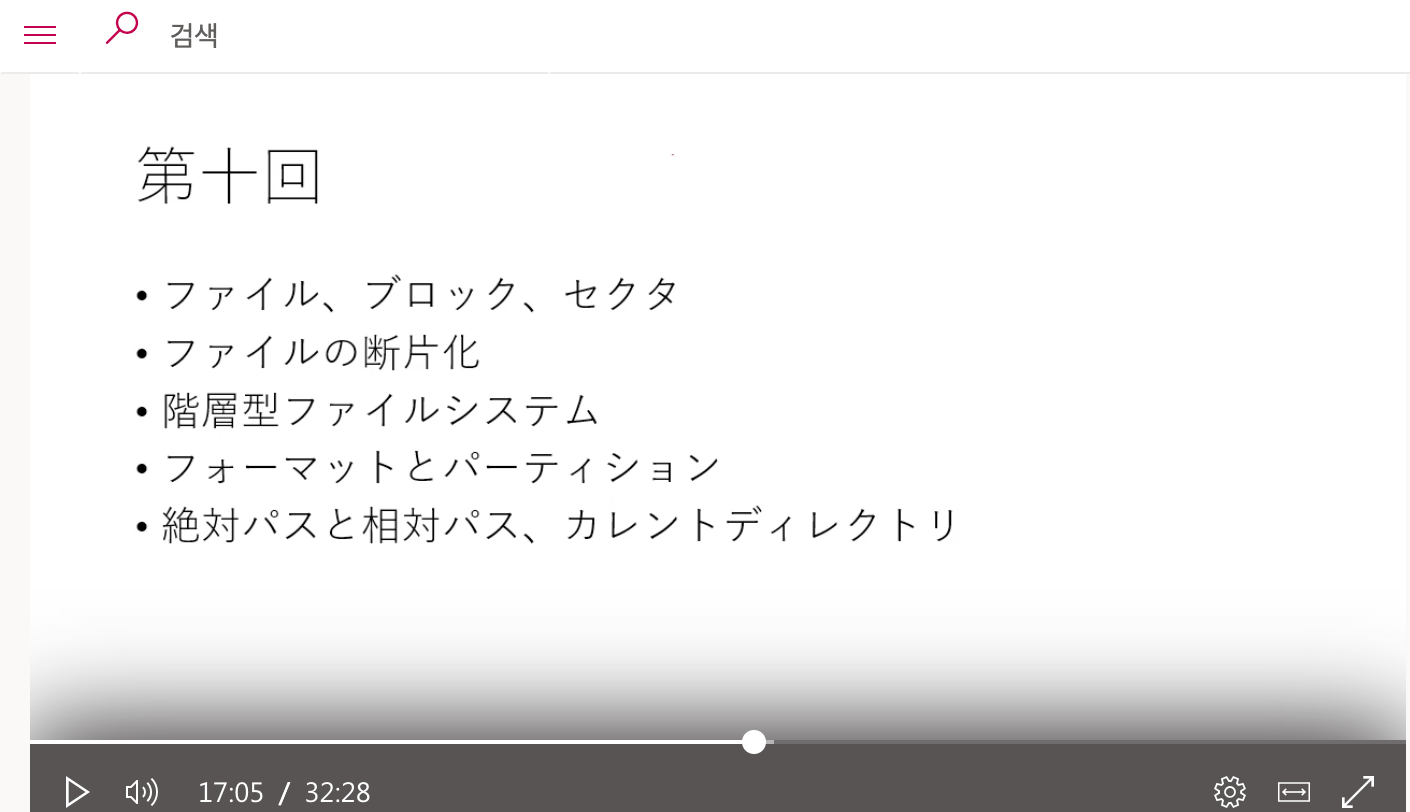 검색
第十回
• ファイル、ブロック、セクタ
• ファイルの断片化
• 階層型ファイルシステム
• フォーマットとパーティション
• 絶対パスと相対パス、カレントディレクトリ
17:05 / 32:28